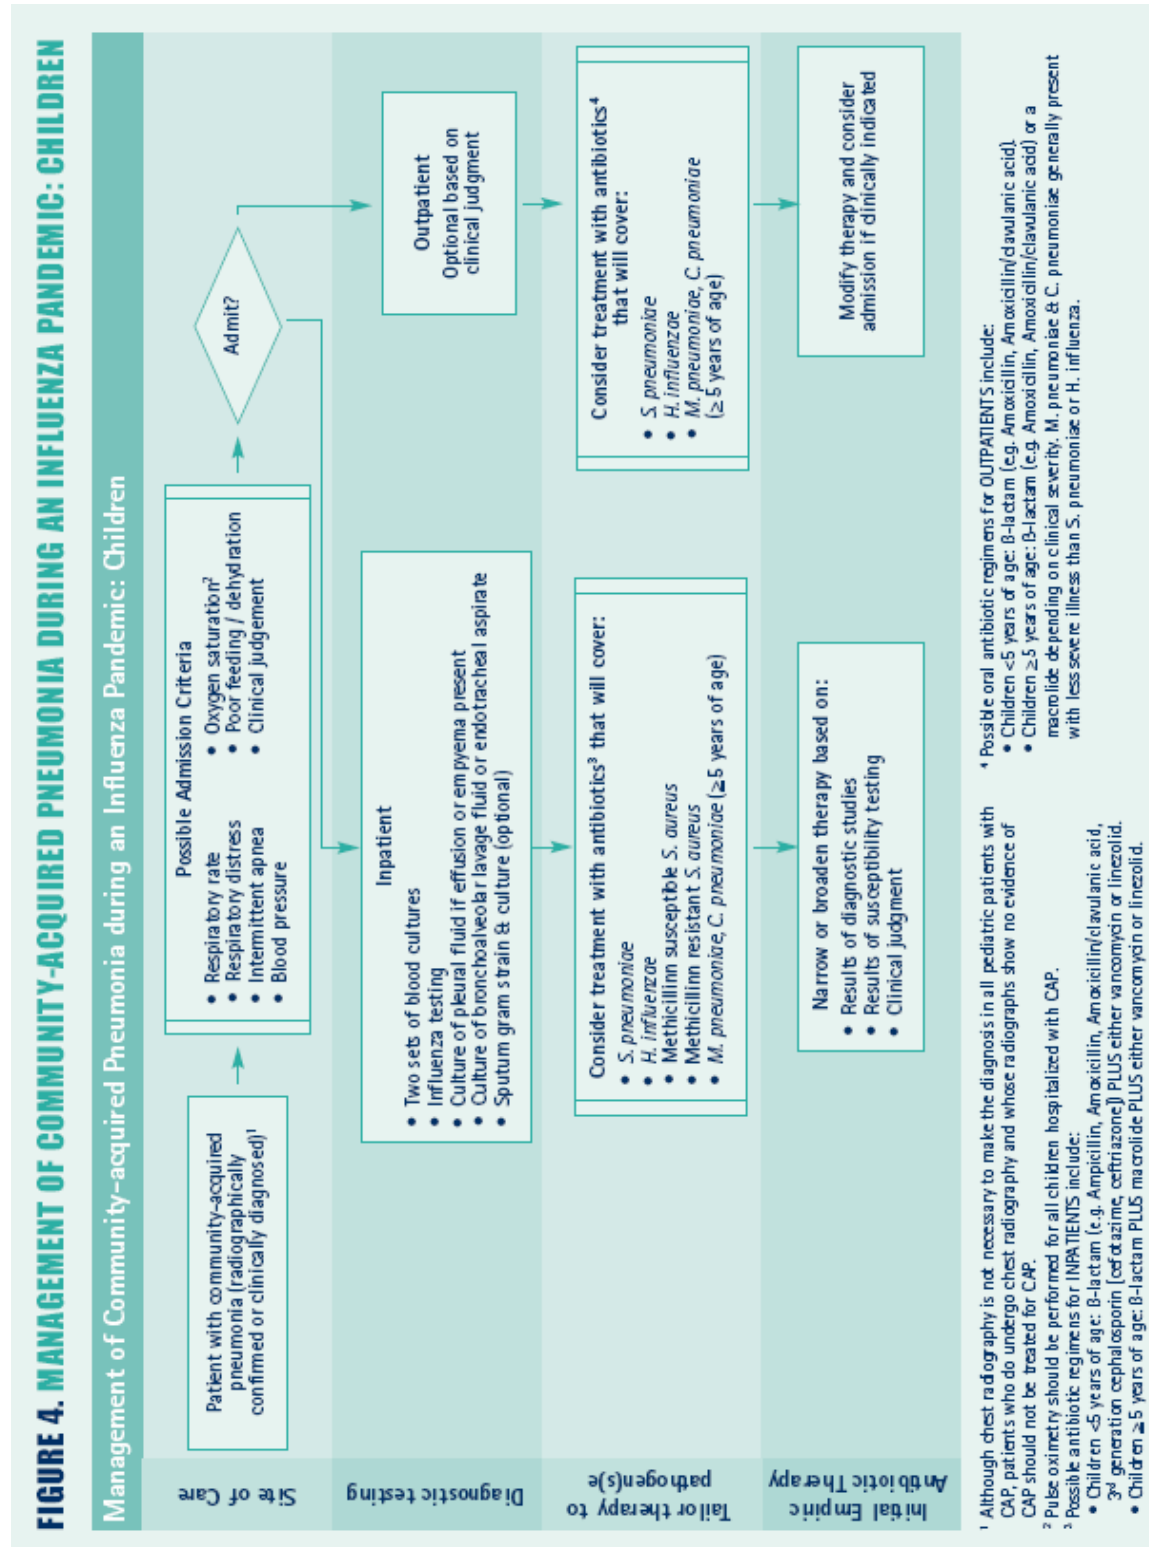 FIGURE 4. MANAGEMENT OF COMMUNITY-ACQUIRED PNEUMONIA DURING AN INFLUENZA PANDEMIC: CHILDREN
Management of Community-acquired Pneumonia during an Influenza Pandemic: Children
Site of Care
Patient with community-acquired
pneumonia (radiographically
confirmed or clinically diagnosed)¹
Possible Admission Criteria
• Respiratory rate
• Respiratory distress
• Intermittent apnea
• Blood pressure
• Oxygen saturation²
• Poor feeding / dehydration
• Clinical judgement
Admit?
Diagnostic testing
Inpatient
• Two sets of blood cultures
• Influenza testing
• Culture of pleural fluid if effusion or empyema present
• Culture of bronchoalveolar lavage fluid or endotracheal aspirate
• Sputum gram strain & culture (optional)
Outpatient
Optional based on
clinical judgment
Tailor therapy to
pathogen(s)e
Consider treatment with antibiotics³ that will cover:
• S. pneumoniae
• H. influenzae
• Methicillinn susceptible S. aureus
• Methicillinn resistant S. aureus
• M. pneumoniae, C. pneumoniae (≥5 years of age)
Consider treatment with antibiotics⁴
that will cover:
• S. pneumoniae
• H. influenzae
• M. pneumoniae, C. pneumoniae
(≥5 years of age)
Initial Empiric
Antibiotic Therapy
Narrow or broaden therapy based on:
• Results of diagnostic studies
• Results of susceptibility testing
• Clinical judgment
Modify therapy and consider
admission if clinically indicated
¹ Although chest radiography is not necessary to make the diagnosis in all pediatric patients with
CAP, patients who do undergo chest radiography and whose radiographs show no evidence of
CAP should not be treated for CAP.
² Pulse oximetry should be performed for all children hospitalized with CAP.
³ Possible antibiotic regimens for INPATIENTS include:
• Children <5 years of age: ß-lactam (e.g. Ampicillin, Amoxicillin, Amoxicillin/clavulanic acid,
3rd generation cephalosporin [cefotazime, ceftriazone]) PLUS either vancomycin or linezolid.
• Children ≥5 years of age: ß-lactam PLUS macrolide PLUS either vancomycin or linezolid.
⁴ Possible oral antibiotic regimens for OUTPATIENTS include:
• Children <5 years of age: ß-lactam (e.g. Amoxicillin, Amoxicillin/clavulanic acid).
• Children ≥5 years of age: ß-lactam (e.g. Amoxicillin, Amoxicillin/clavulanic acid) or a
macrolide depending on clinical severity. M. pneumoniae & C. pneumoniae generally present
with less severe illness than S. pneumoniae or H. influenza.